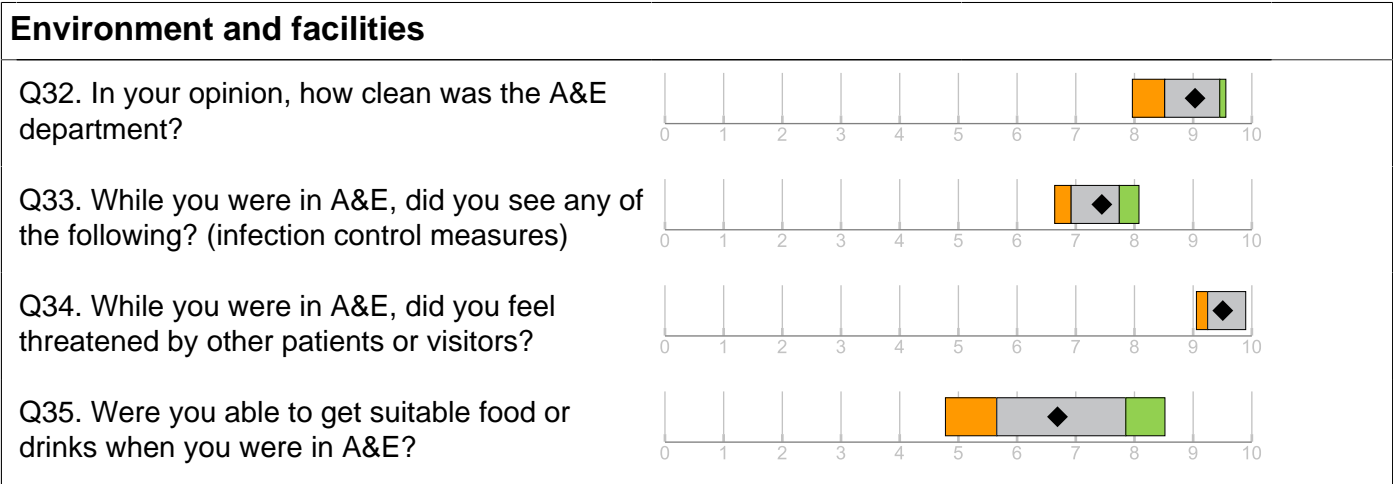 Environment and facilities
Q32. In your opinion, how clean was the A&E
department?
0 1 2 3 4 5 6 7 8 9 10
Q33. While you were in A&E, did you see any of
the following? (infection control measures)
0 1 2 3 4 5 6 7 8 9 10
Q34. While you were in A&E, did you feel
threatened by other patients or visitors?
0 1 2 3 4 5 6 7 8 9 10
Q35. Were you able to get suitable food or
drinks when you were in A&E?
0 1 2 3 4 5 6 7 8 9 10